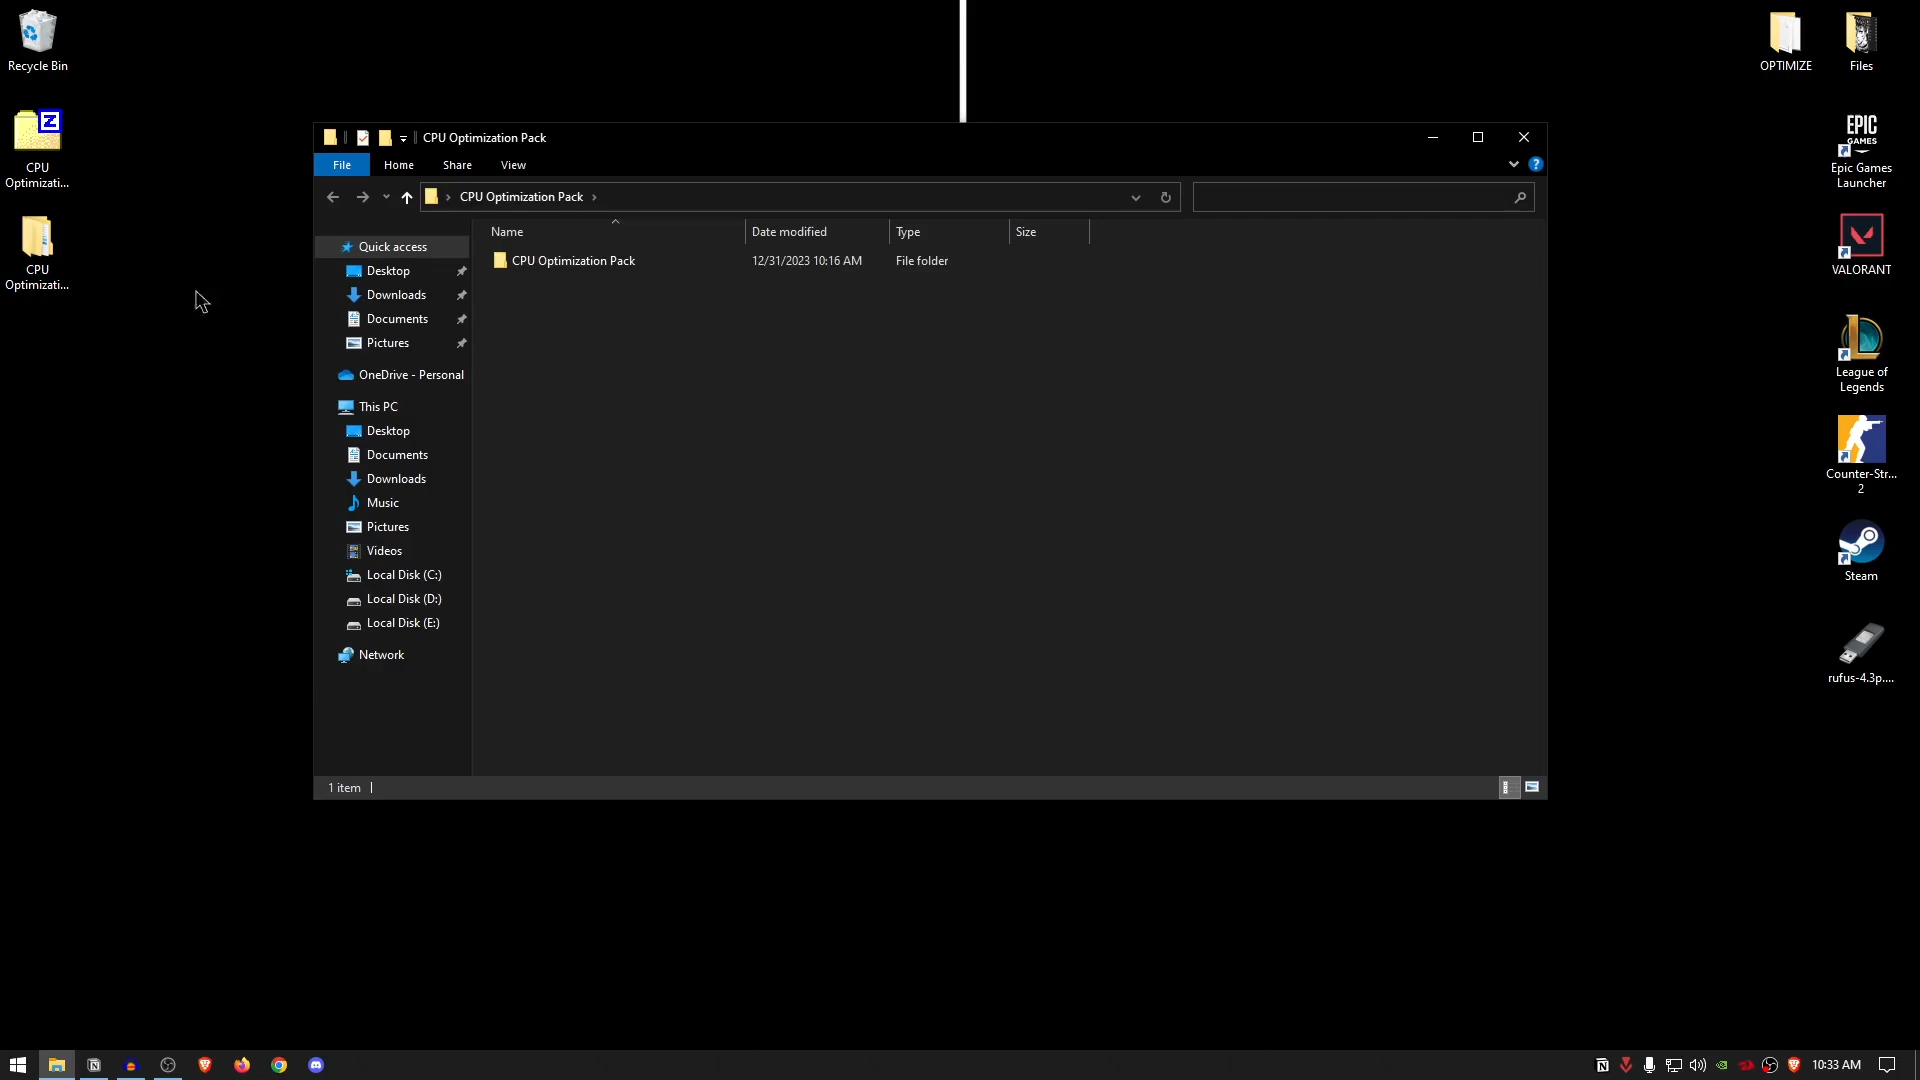 Recycle Bin
CPU
Optimizati...
CPU
Optimizati...
OPTIMIZE
Files
EPIC
GAMES
Epic Games
Launcher
VALORANT
League of
Legends
Counter-Str...
2
Steam
rufus-4.3p....
CPU Optimization Pack
File
Home
Share
View
CPU Optimization Pack
Name
Date modified
Type
Size
CPU Optimization Pack
12/31/2023 10:16 AM
File folder
Quick access
Desktop
Downloads
Documents
Pictures
OneDrive - Personal
This PC
Desktop
Documents
Downloads
Music
Pictures
Videos
Local Disk (C:)
Local Disk (D:)
Local Disk (E:)
Network
1 item
10:33 AM